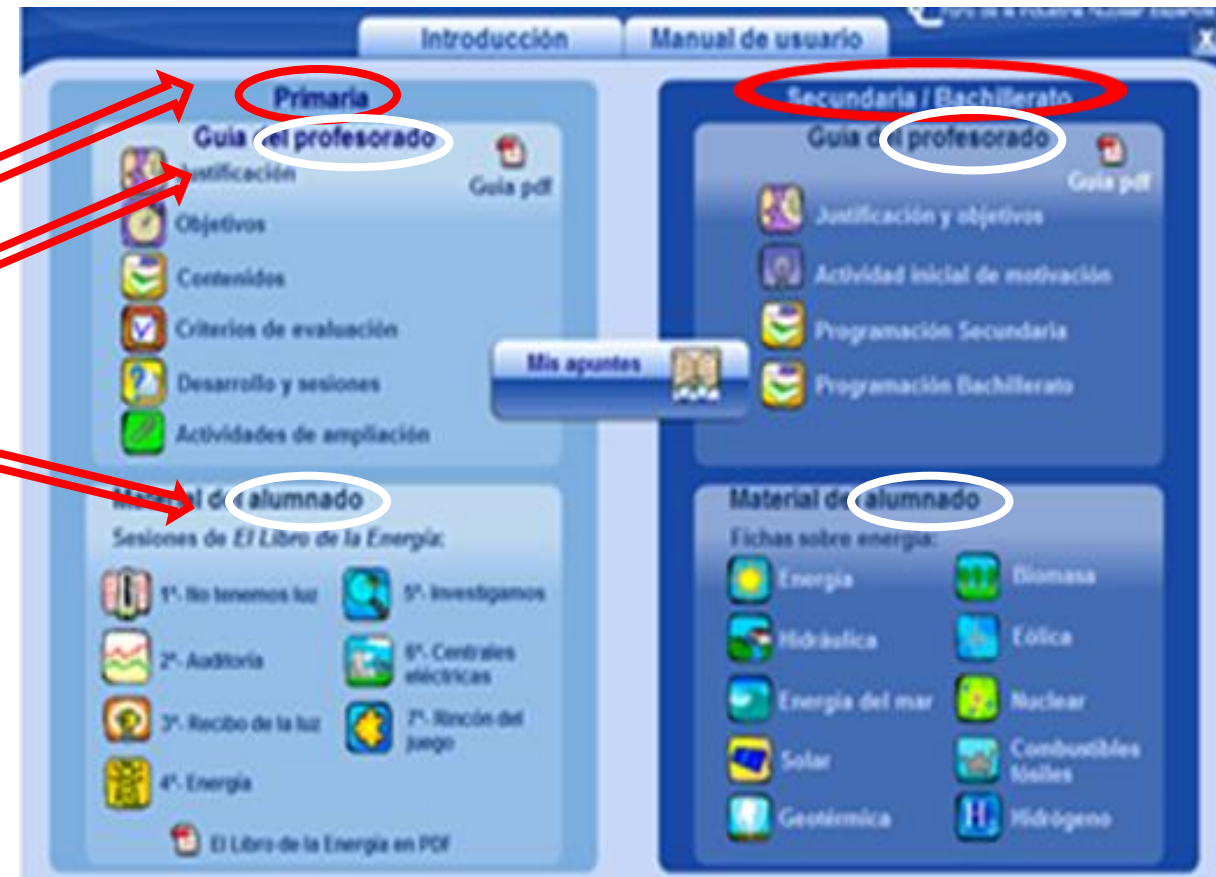 Introducción
Manual de usuario
X
Primaria
Guía del profesorado
Guía pdf
Justificación
Objetivos
Contenidos
Criterios de evaluación
Desarrollo y sesiones
Actividades de ampliación
Mis apuntes
Material del alumnado
Sesiones de El Libro de la Energía:
1ª- No tenemos luz
2ª- Auditoría
3ª- Recibo de la luz
4ª- Energía
5ª- Investigamos
6ª- Centrales
eléctricas
7ª- Rincón del
juego
El Libro de la Energía en PDF
Secundaria / Bachillerato
Guía del profesorado
Guía pdf
Justificación y objetivos
Actividad inicial de motivación
Programación Secundaria
Programación Bachillerato
Material del alumnado
Fichas sobre energía:
Energía
Hidráulica
Energía del mar
Solar
Geotérmica
Biomasa
Eólica
Nuclear
Combustibles
fósiles
H₂
Hidrógeno